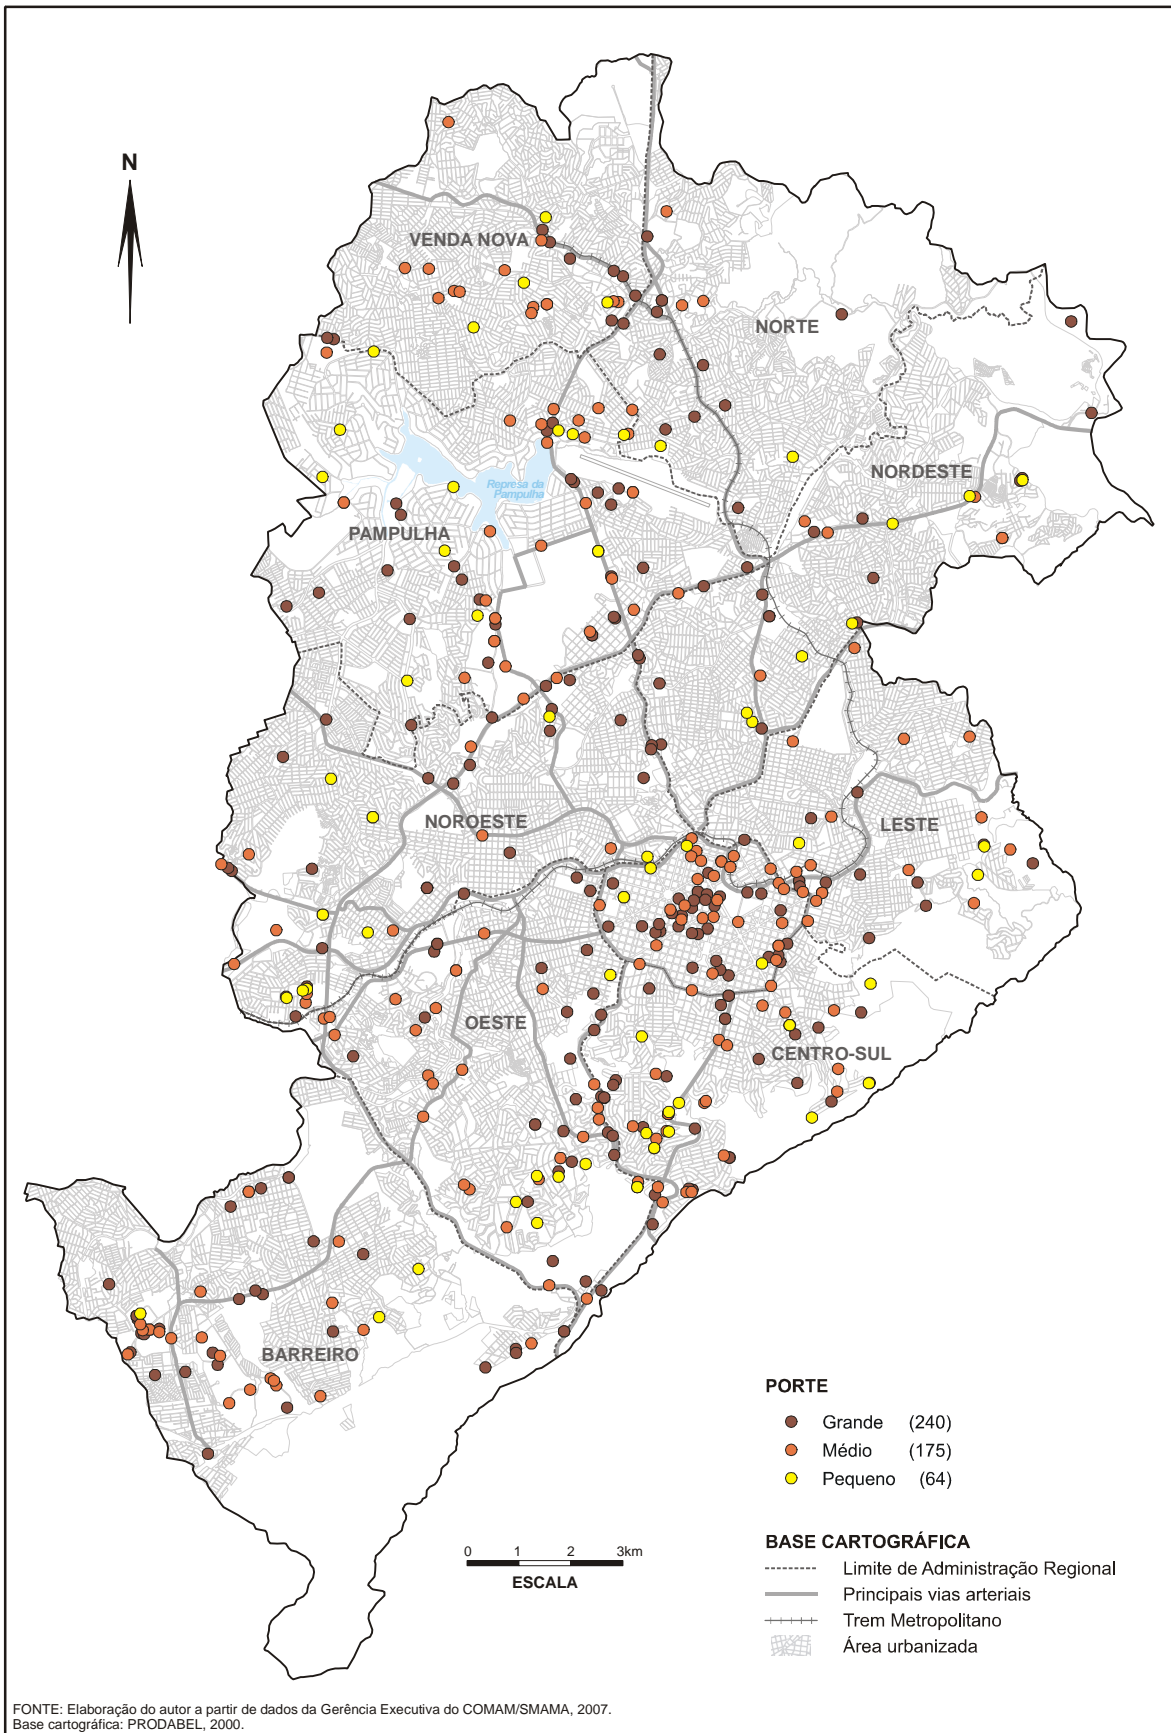 N
VENDA NOVA
NORTE
NORDESTE
Represa da
Pampulha
PAMPULHA
NOROESTE
LESTE
OESTE
CENTRO-SUL
BARREIRO
PORTE
Grande (240)
Médio (175)
Pequeno (64)
0 1 2 3km
ESCALA
BASE CARTOGRÁFICA
Limite de Administração Regional
Principais vias arteriais
Trem Metropolitano
Área urbanizada
FONTE: Elaboração do autor a partir de dados da Gerência Executiva do COMAM/SMAMA, 2007.
Base cartográfica: PRODABEL, 2000.